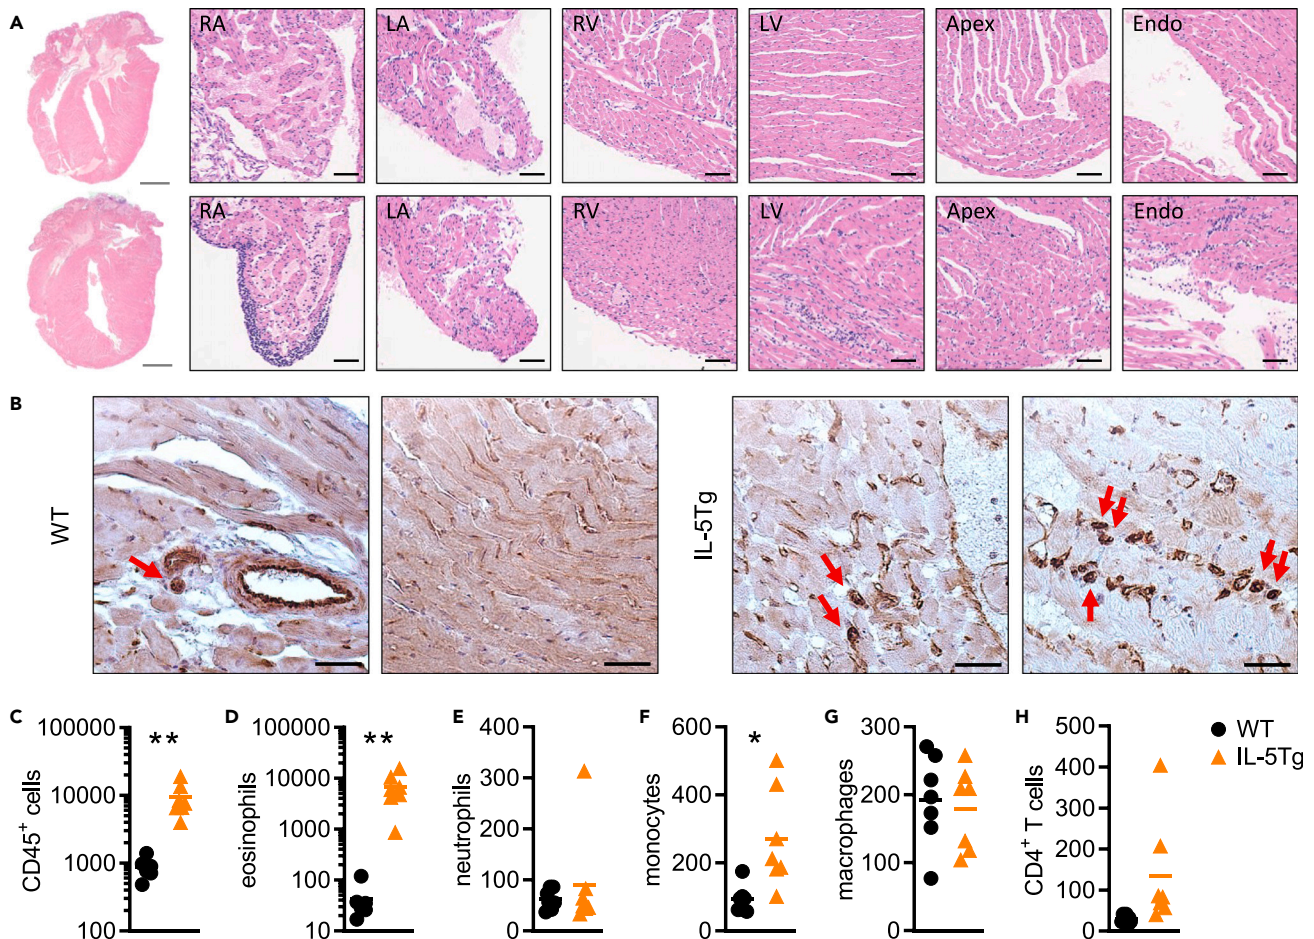 A
RA LA RV LV Apex Endo
RA LA RV LV Apex Endo
B
WT
IL-5Tg
C
CD45+ cells
100000
10000
1000
100
**
D
eosinophils
100000
10000
1000
100
10
**
E
neutrophils
400
300
200
100
0
F
monocytes
600
400
200
0
*
G
macrophages
300
200
100
0
H
CD4+ T cells
500
400
300
200
100
0
WT
IL-5Tg